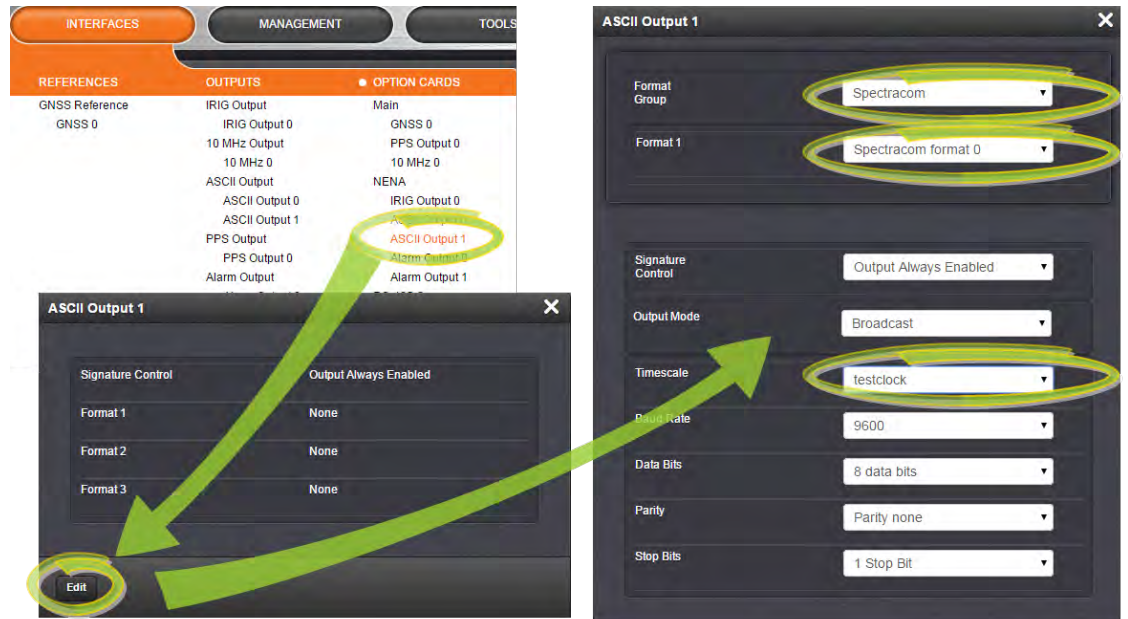 INTERFACES
MANAGEMENT
TOOLS
REFERENCES
OUTPUTS
OPTION CARDS
GNSS Reference
GNSS 0
IRIG Output
IRIG Output 0
10 MHz Output
10 MHz 0
ASCII Output
ASCII Output 0
ASCII Output 1
PPS Output
PPS Output 0
Alarm Output
Main
GNSS 0
PPS Output 0
10 MHz 0
NENA
IRIG Output 0
ASCII Output 1
Alarm Output 0
Alarm Output 1
ASCII Output 1
Signature Control
Output Always Enabled
Format 1
None
Format 2
None
Format 3
None
Edit
ASCII Output 1
Format
Group
Spectracom
Format 1
Spectracom format 0
Signature
Control
Output Always Enabled
Output Mode
Broadcast
Timescale
testclock
Baud Rate
9600
Data Bits
8 data bits
Parity
Parity none
Stop Bits
1 Stop Bit